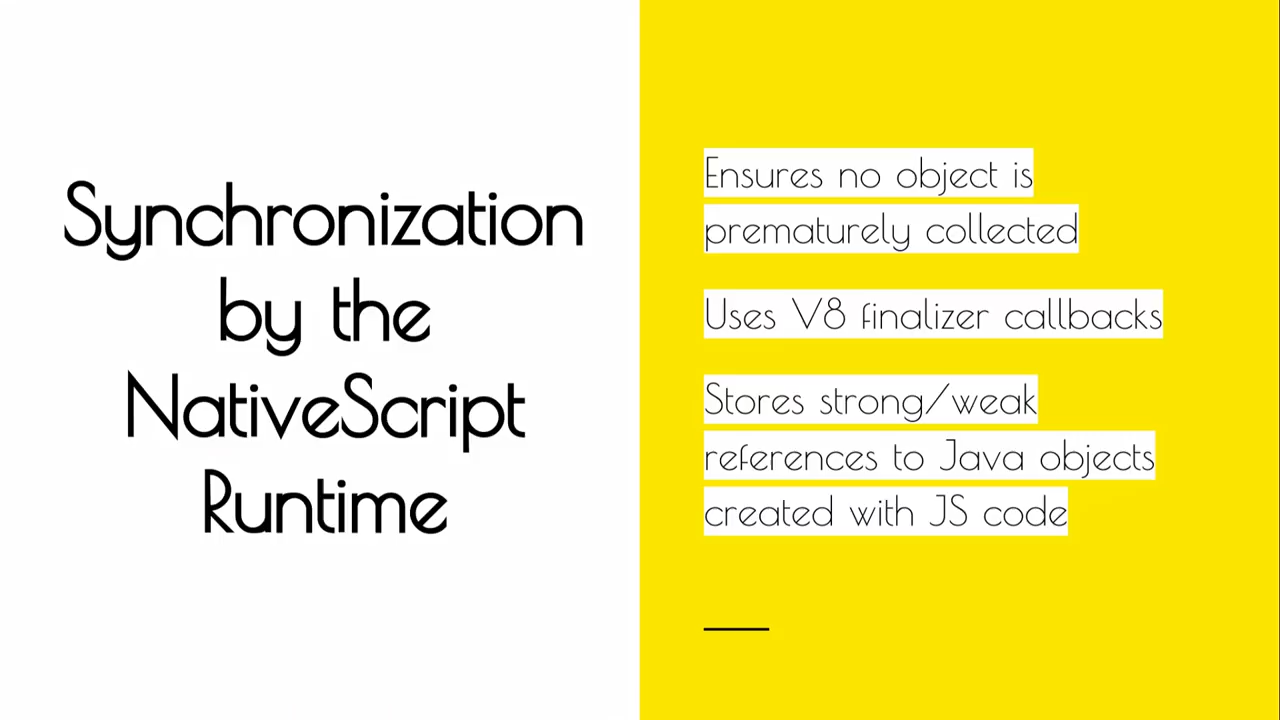 Synchronization
by the
NativeScript
Runtime
Ensures no object is
prematurely collected
Uses V8 finalizer callbacks
Stores strong/weak
references to Java objects
created with JS code